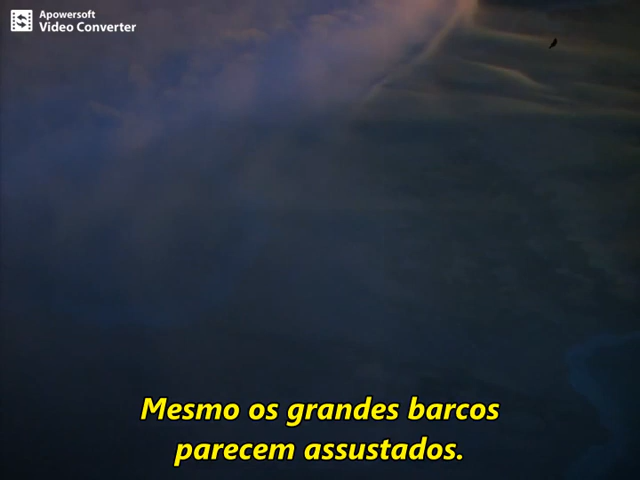 Apowersoft
Video Converter
Mesmo os grandes barcos
parecem assustados.